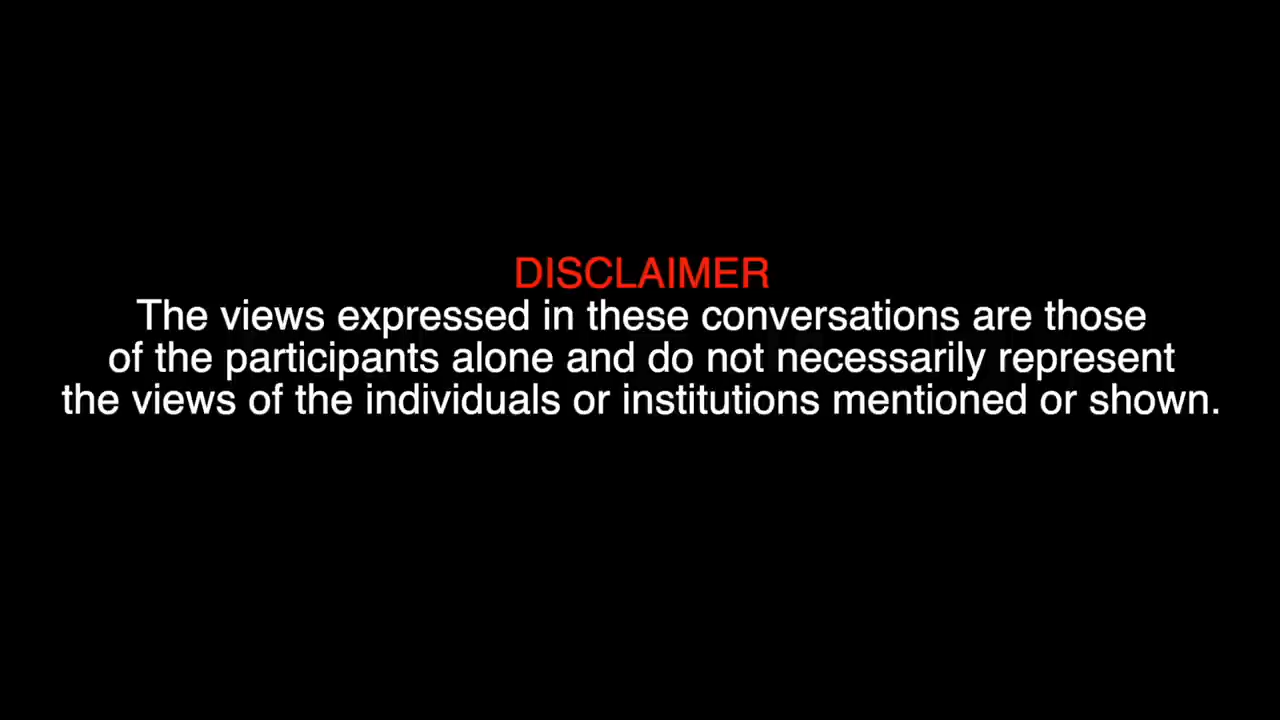 DISCLAIMER
The views expressed in these conversations are those
of the participants alone and do not necessarily represent
the views of the individuals or institutions mentioned or shown.